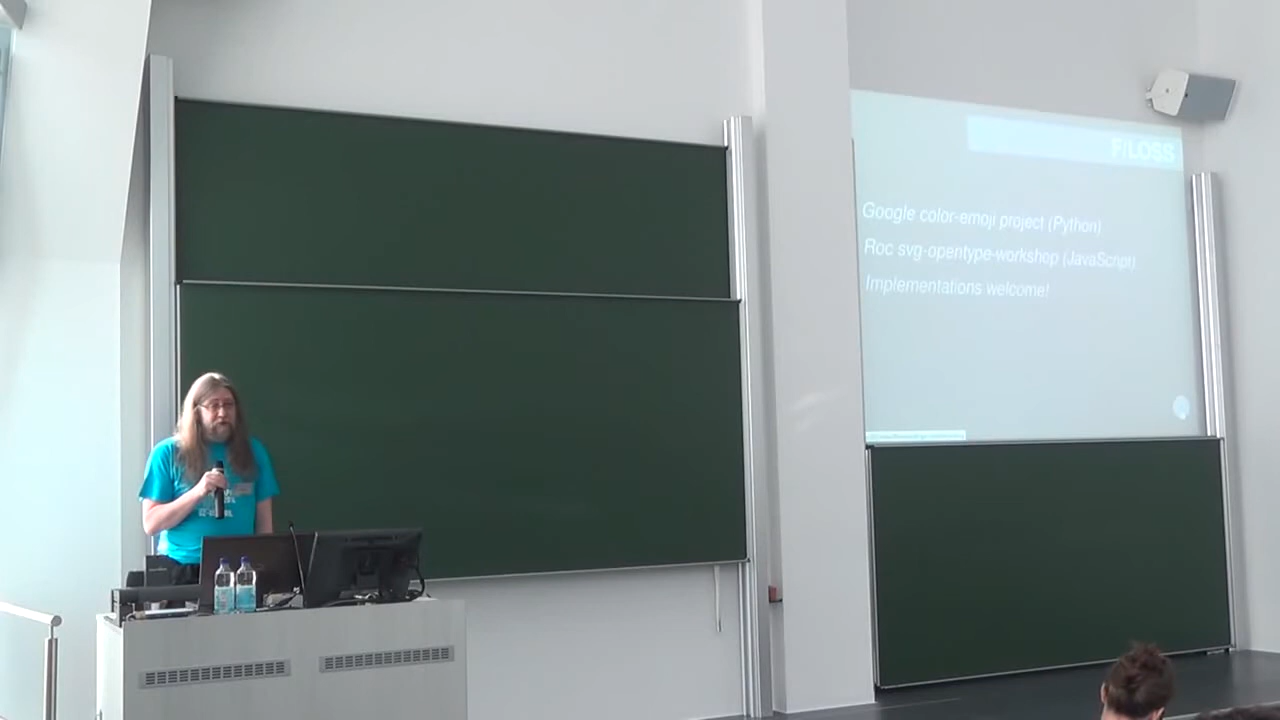 F/LOSS
Google color-emoji project (Python)
Roc svg-opentype-workshop (JavaScript)
Implementations welcome!